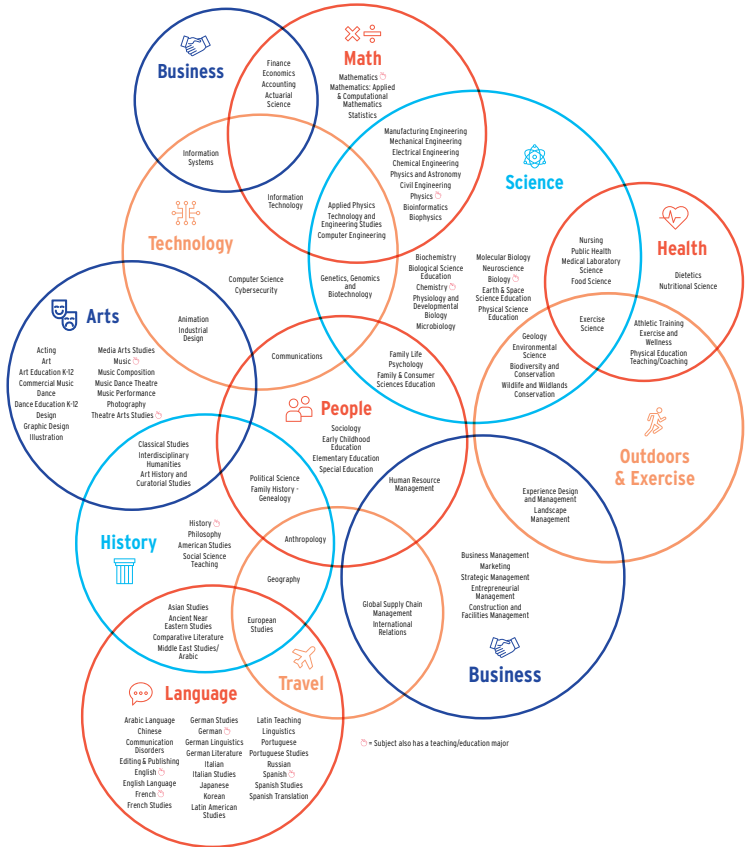 Business
Finance
Economics
Accounting
Actuarial
Science
Math
Mathematics
Mathematics: Applied
& Computational
Mathematics
Statistics
Manufacturing Engineering
Mechanical Engineering
Electrical Engineering
Chemical Engineering
Physics and Astronomy
Civil Engineering
Physics
Bioinformatics
Biophysics
Science
Information
Systems
Information
Technology
Applied Physics
Technology and
Engineering Studies
Computer Engineering
Technology
Computer Science
Cybersecurity
Genetics, Genomics
and
Biotechnology
Biochemistry
Biological Science
Education
Chemistry
Physiology and
Developmental
Biology
Microbiology
Molecular Biology
Neuroscience
Biology
Earth & Space
Science Education
Physical Science
Education
Nursing
Public Health
Medical Laboratory
Science
Food Science
Health
Dietetics
Nutritional Science
Exercise
Science
Athletic Training
Exercise and
Wellness
Physical Education
Teaching/Coaching
Geology
Environmental
Science
Biodiversity and
Conservation
Wildlife and Wildlands
Conservation
Arts
Acting
Art
Art Education K-12
Commercial Music
Dance
Dance Education K-12
Design
Graphic Design
Illustration
Media Arts Studies
Music
Music Composition
Music Dance Theatre
Music Performance
Photography
Theatre Arts Studies
Animation
Industrial
Design
Communications
Family Life
Psychology
Family & Consumer
Sciences Education
People
Sociology
Early Childhood
Education
Elementary Education
Special Education
Outdoors
& Exercise
Classical Studies
Interdisciplinary
Humanities
Art History and
Curatorial Studies
Political Science
Family History -
Genealogy
Human Resource
Management
Experience Design
and Management
Landscape
Management
History
History
Philosophy
American Studies
Social Science
Teaching
Anthropology
Geography
Business Management
Marketing
Strategic Management
Entrepreneurial
Management
Construction and
Facilities Management
Business
Global Supply Chain
Management
International
Relations
Asian Studies
Ancient Near
Eastern Studies
Comparative Literature
Middle East Studies/
Arabic
European
Studies
Travel
Language
Arabic Language
Chinese
Communication
Disorders
Editing & Publishing
English
English Language
French
French Studies
German Studies
German
German Linguistics
German Literature
Italian
Italian Studies
Japanese
Korean
Latin American
Studies
Latin Teaching
Linguistics
Portuguese
Portuguese Studies
Russian
Spanish
Spanish Studies
Spanish Translation
= Subject also has a teaching/education major